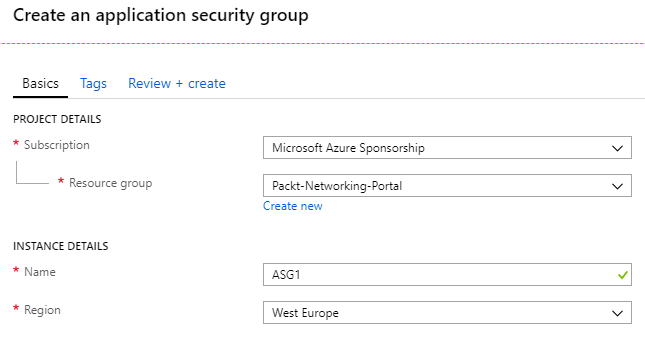 Create an application security group
Basics Tags Review + create
PROJECT DETAILS
* Subscription Microsoft Azure Sponsorship
* Resource group Packt-Networking-Portal
Create new
INSTANCE DETAILS
* Name ASG1
* Region West Europe